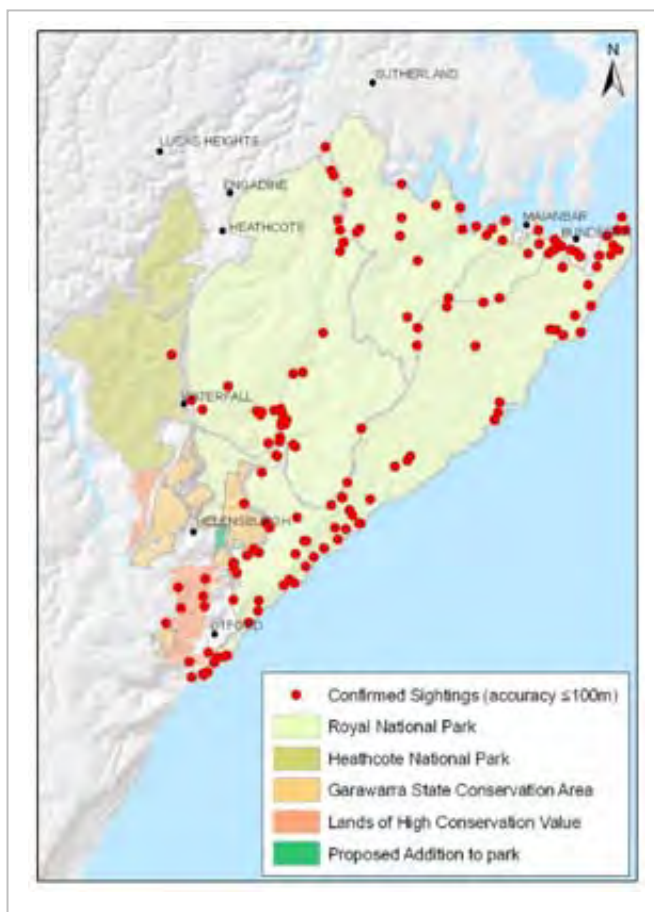 N
SUTHERLAND
LUCAS HEIGHTS
ENGADINE
HEATHCOTE
MAIANBAR
WATERFALL
HELENSBURGH
OTFORD
Confirmed Sightings (accuracy ≤100m)
Royal National Park
Heathcote National Park
Garawarra State Conservation Area
Lands of High Conservation Value
Proposed Addition to park